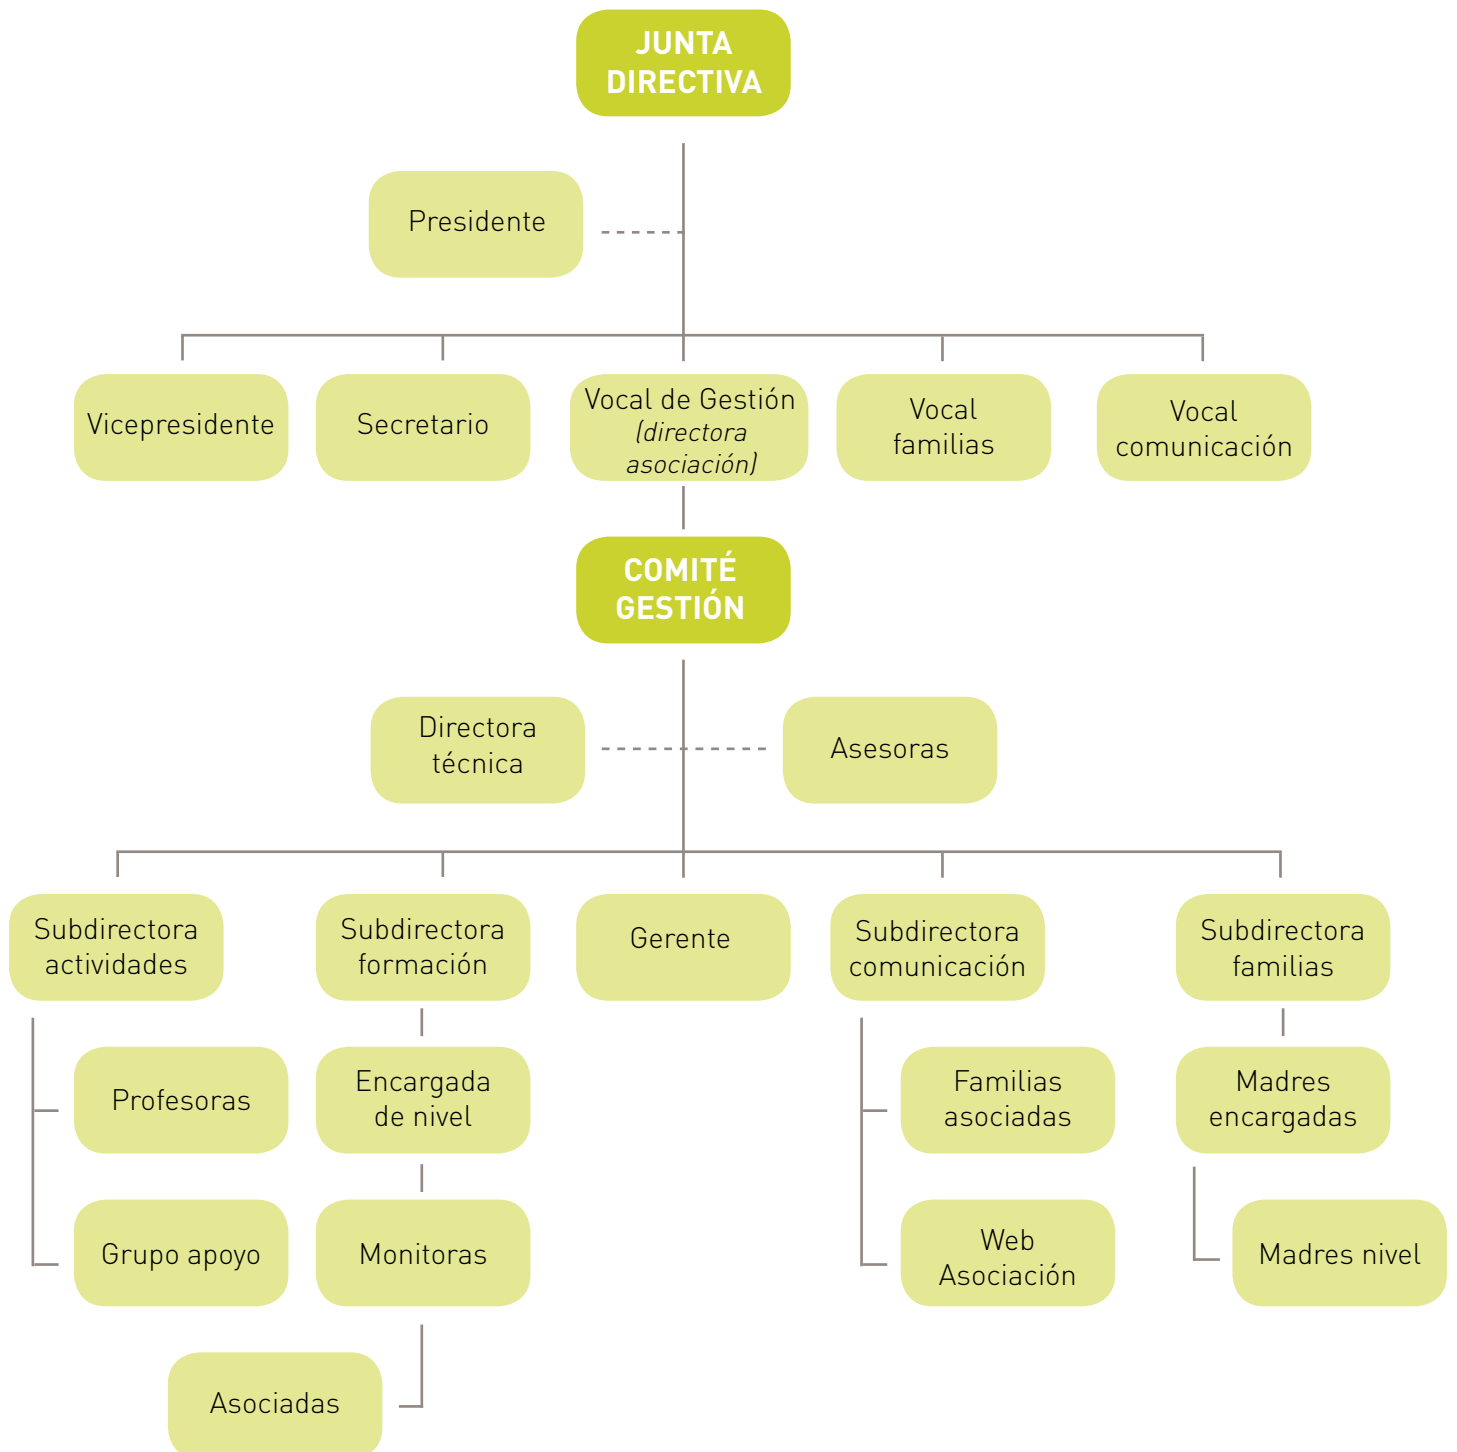 JUNTA
DIRECTIVA
Presidente
Vicepresidente
Secretario
Vocal de Gestión
(directora
asociación)
Vocal
familias
Vocal
comunicación
COMITÉ
GESTIÓN
Directora
técnica
Asesoras
Subdirectora
actividades
Subdirectora
formación
Gerente
Subdirectora
comunicación
Subdirectora
familias
Profesoras
Encargada
de nivel
Familias
asociadas
Madres
encargadas
Grupo apoyo
Monitoras
Web
Asociación
Madres nivel
Asociadas